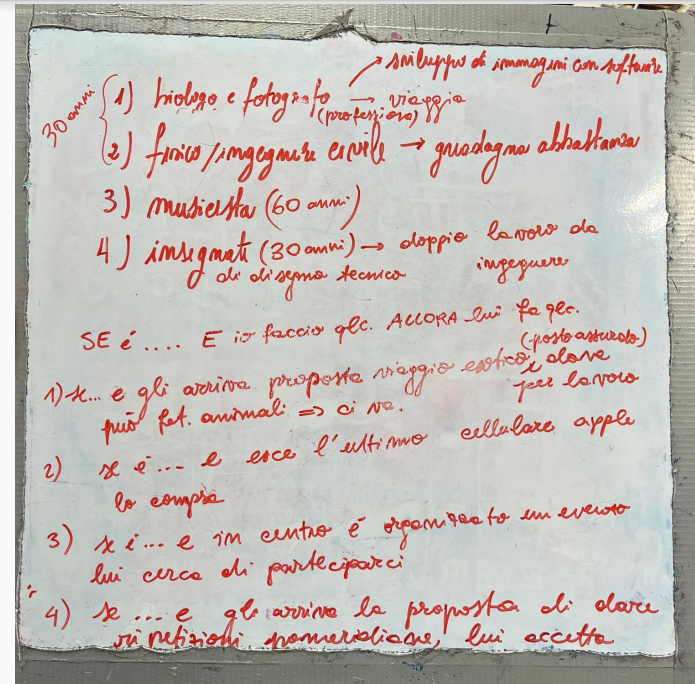 sviluppo di immagini con software
30 anni
1) biologo e fotografo → viaggia
(professione)
2) fisico/ingegnere civile → guadagna abbastanza
3) musicista (60 anni)
4) insegnati (30 anni) → doppio lavoro da
di disegno tecnico ingegnere
SE é .... E io faccio qlc. ALLORA lui fa qlc.
(posto assurdo)
1) se... e gli arriva proposta viaggio esotico, dove
per lavoro
può fot. animali => ci va.
2) se é... e esce l'ultimo cellulare apple
lo compra
3) se é... e in centro é organizzato un evento
lui cerca di parteciparci
4) se ... e gli arriva la proposta di dare
ripetizioni pomeridiane, lui accetta